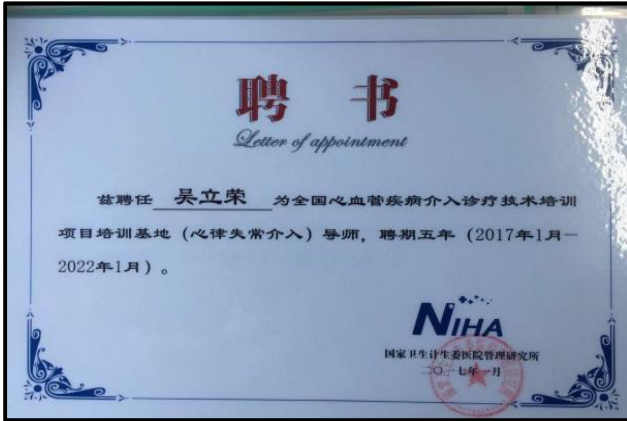 聘 书
Letter of appointment
兹聘任 吴立荣 为全国心血管疾病介入诊疗技术培训
项目培训基地（心律失常介入）导师，聘期五年（2017年1月—
2022年1月）。
NIHA
国家卫生计生委医院管理研究所
二〇一七年一月